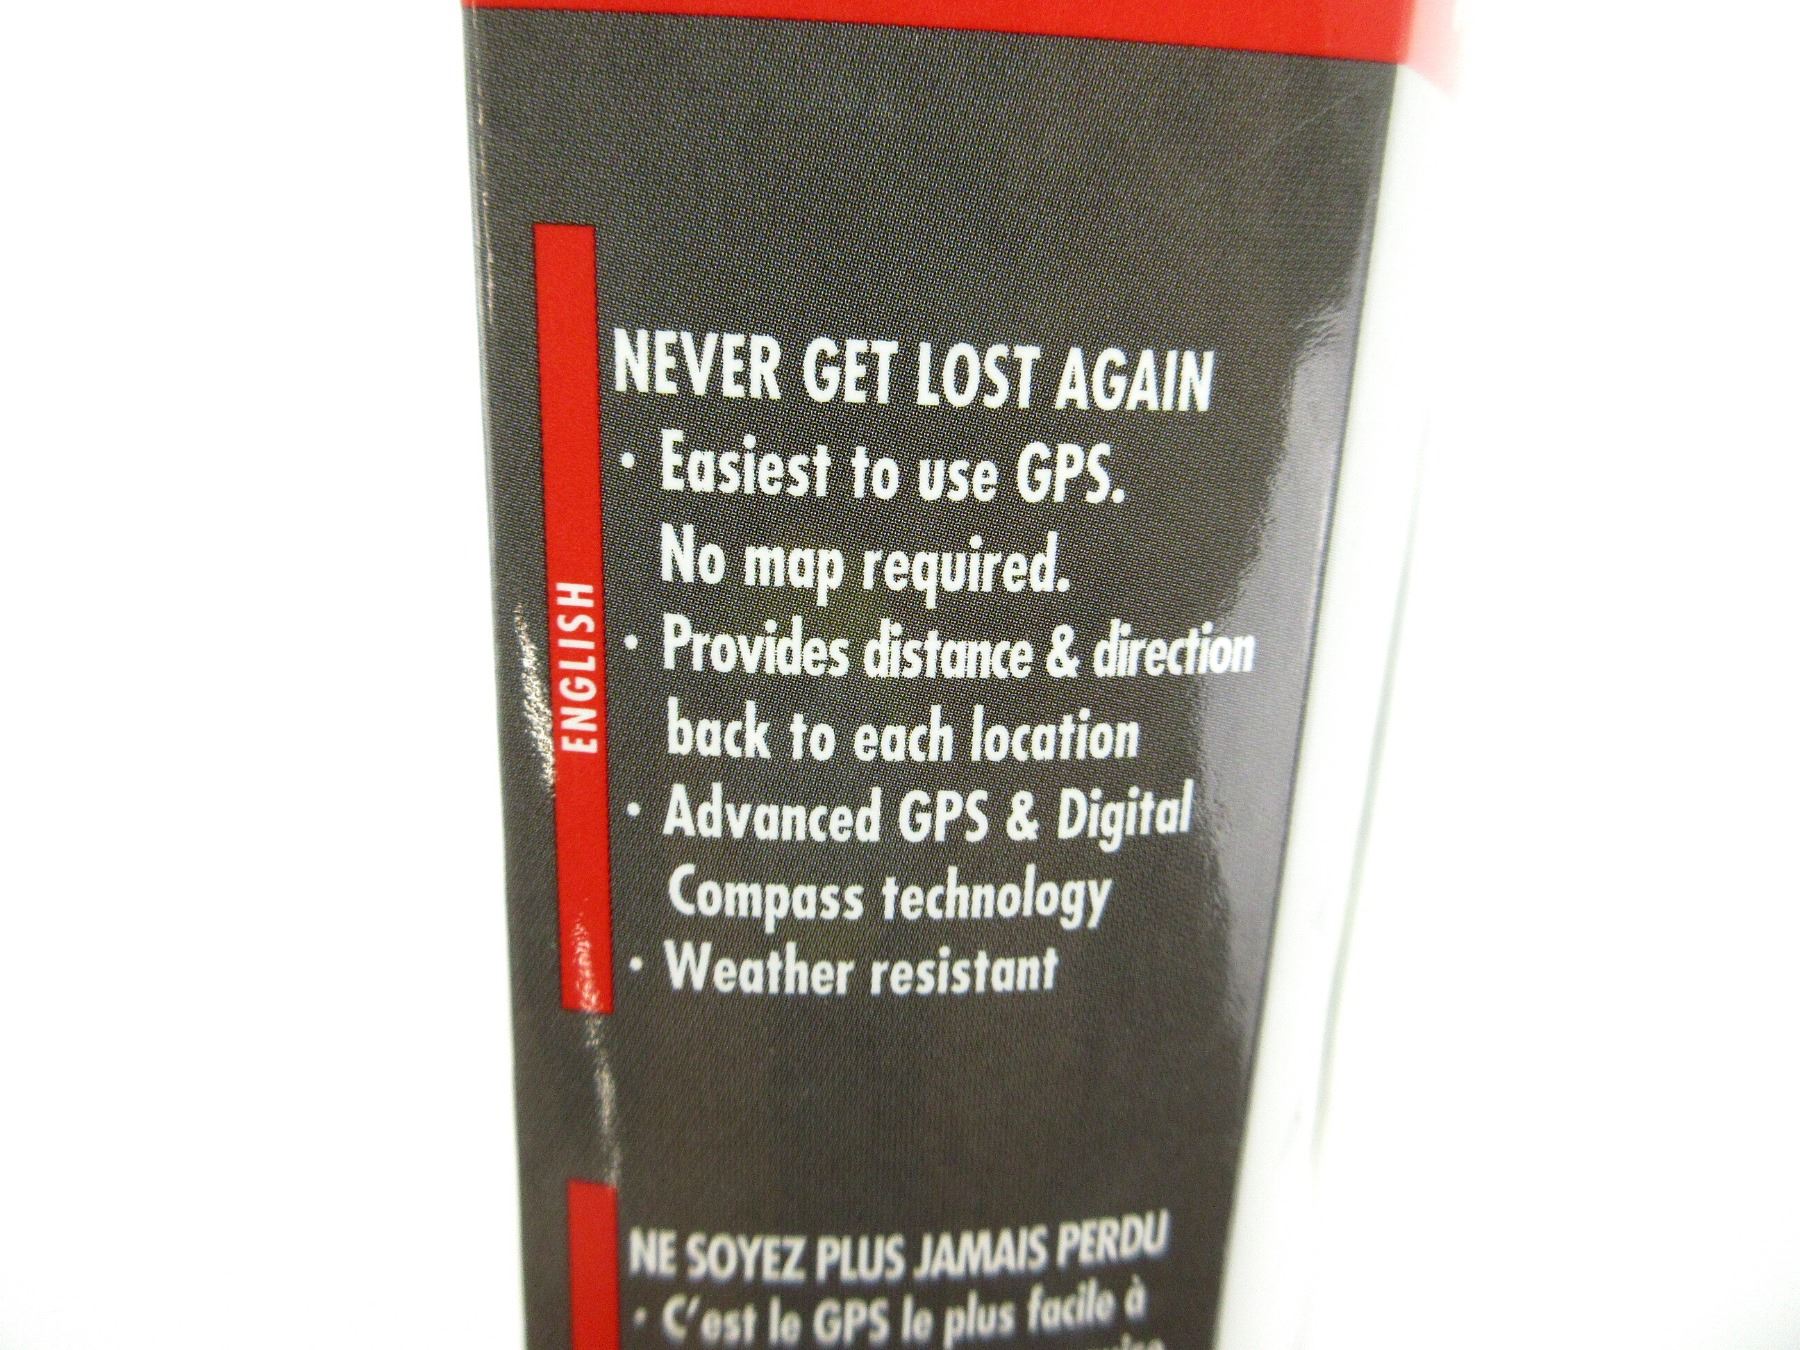 ENGLISH
NEVER GET LOST AGAIN
• Easiest to use GPS.
No map required.
• Provides distance & direction
back to each location
• Advanced GPS & Digital
Compass technology
• Weather resistant
NE SOYEZ PLUS JAMAIS PERDU
• C'est le GPS le plus facile à